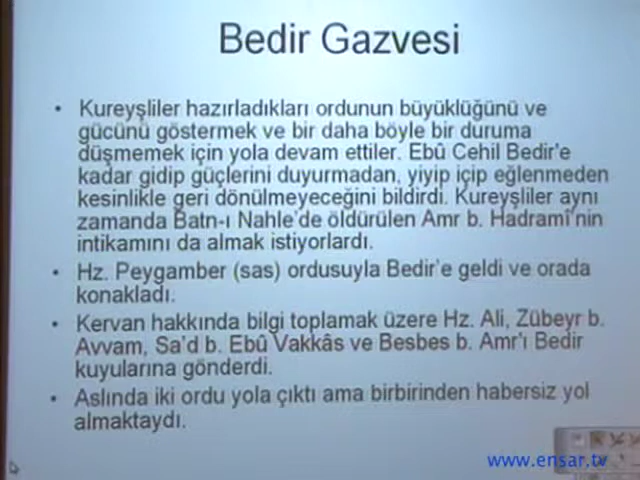 Bedir Gazvesi
• Kureyşliler hazırladıkları ordunun büyüklüğünü ve
gücünü göstermek ve bir daha böyle bir duruma
düşmemek için yola devam ettiler. Ebû Cehil Bedir'e
kadar gidip güçlerini duyurmadan, yiyip içip eğlenmeden
kesinlikle geri dönülmeyeceğini bildirdi. Kureyşliler aynı
zamanda Batn-ı Nahle'de öldürülen Amr b. Hadramî'nin
intikamını da almak istiyorlardı.
• Hz. Peygamber (sas) ordusuyla Bedir'e geldi ve orada
konakladı.
• Kervan hakkında bilgi toplamak üzere Hz. Ali, Zübeyr b.
Avvam, Sa'd b. Ebû Vakkâs ve Besbes b. Amr'ı Bedir
kuyularına gönderdi.
• Aslında iki ordu yola çıktı ama birbirinden habersiz yol
almaktaydı.
www.ensar.tv